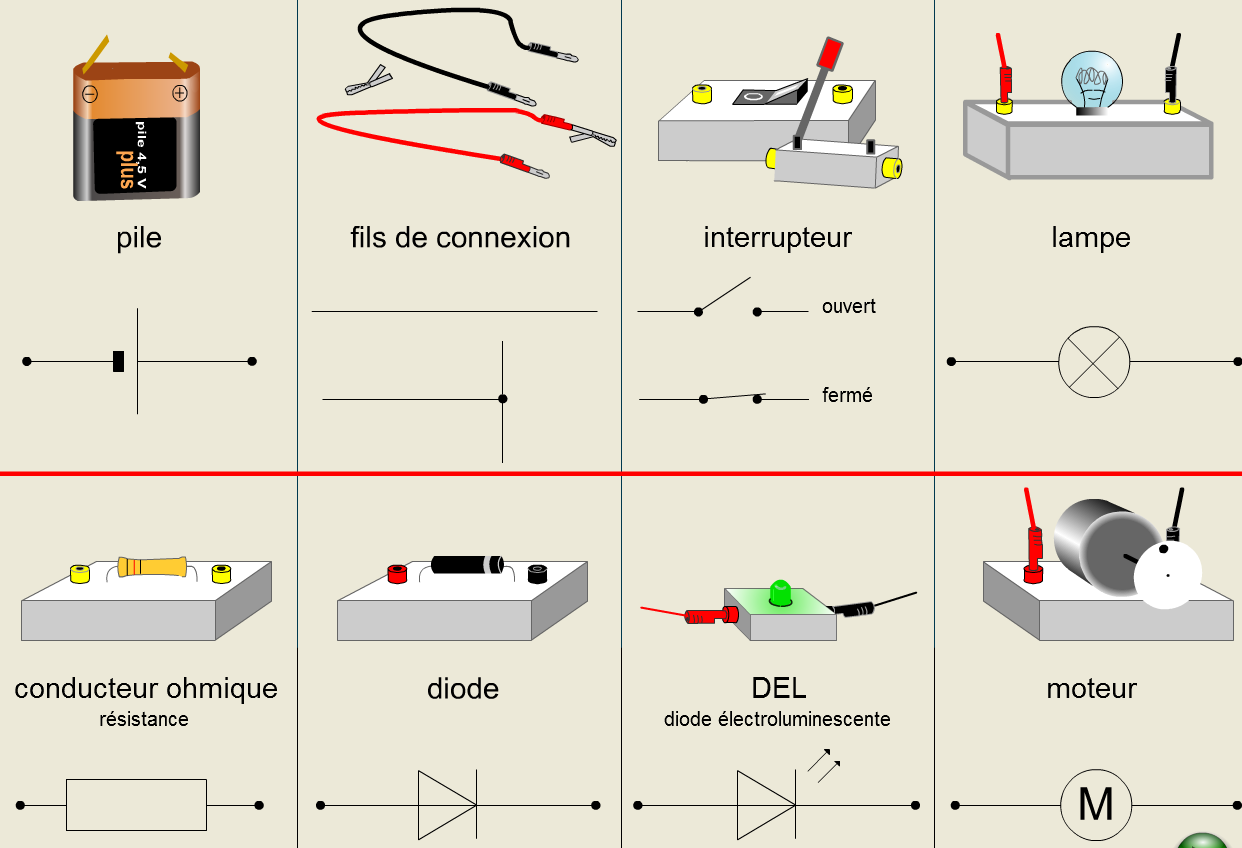 − +
pile 4,5 V
plus
pile
fils de connexion
interrupteur
lampe
ouvert
fermé
conducteur ohmique
résistance
diode
DEL
diode électroluminescente
moteur
M